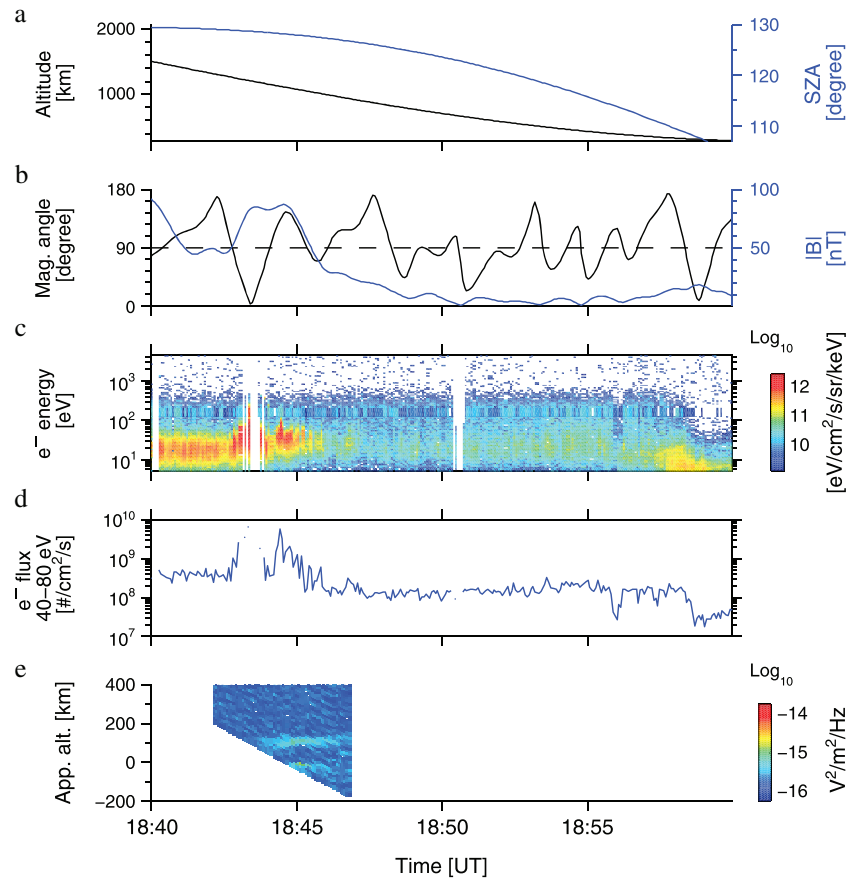 a
2000
1000
Altitude
[km]
130
120
110
SZA
[degree]
b
180
90
0
Mag. angle
[degree]
100
50
0
|B|
[nT]
c
10³
10²
10¹
e⁻ energy
[eV]
Log₁₀
12
11
10
[eV/cm²/s/sr/keV]
d
10¹⁰
10⁹
10⁸
10⁷
e⁻ flux
40−80 eV
[#/cm²/s]
e
400
200
0
−200
App. alt. [km]
Log₁₀
−14
−15
−16
V²/m²/Hz
18:40
18:45
18:50
18:55
Time [UT]